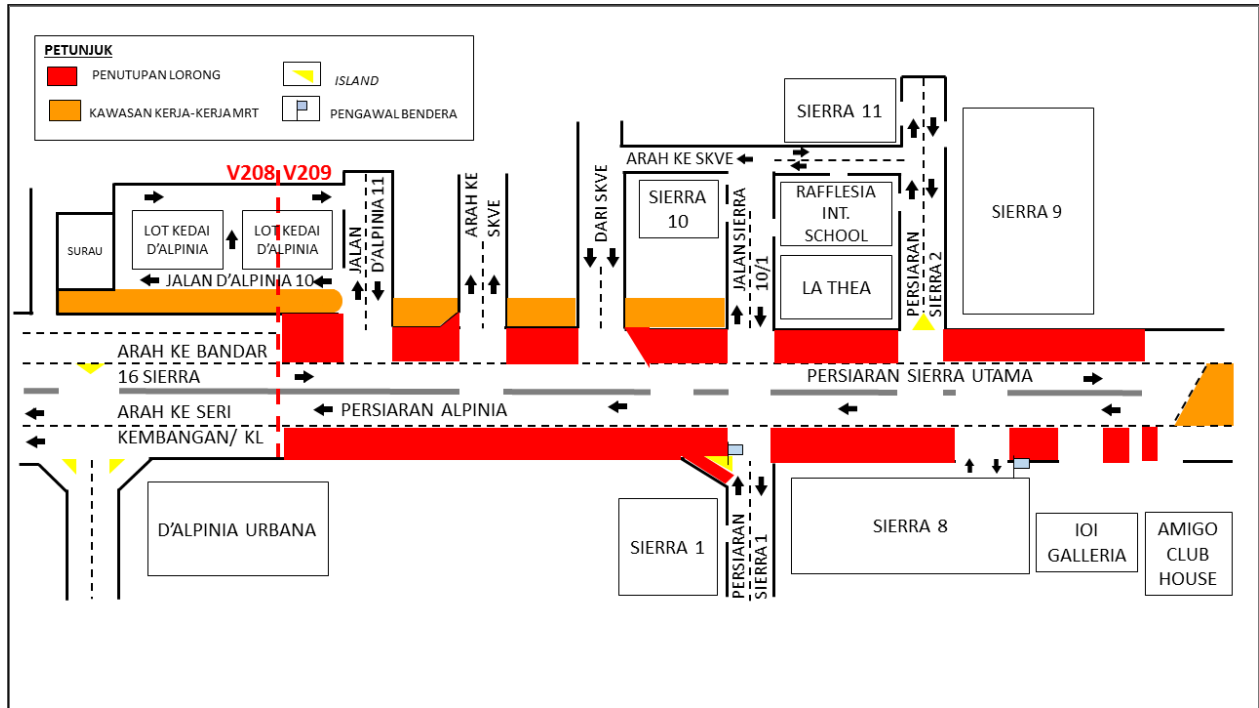 PETUNJUK
PENUTUPAN LORONG
ISLAND
KAWASAN KERJA-KERJA MRT
PENGAWAL BENDERA
V208 V209
SURAU
LOT KEDAI
D'ALPINIA
LOT KEDAI
D'ALPINIA
JALAN D'ALPINIA 10
JALAN
D'ALPINIA 11
ARAH KE
SKVE
DARI SKVE
ARAH KE SKVE
SIERRA
10
JALAN SIERRA
10/1
SIERRA 11
RAFFLESIA
INT.
SCHOOL
LA THEA
PERSIARAN
SIERRA 2
SIERRA 9
ARAH KE BANDAR
16 SIERRA
PERSIARAN SIERRA UTAMA
ARAH KE SERI
KEMBANGAN/ KL
PERSIARAN ALPINIA
D'ALPINIA URBANA
SIERRA 1
PERSIARAN
SIERRA 1
SIERRA 8
IOI
GALLERIA
AMIGO
CLUB
HOUSE